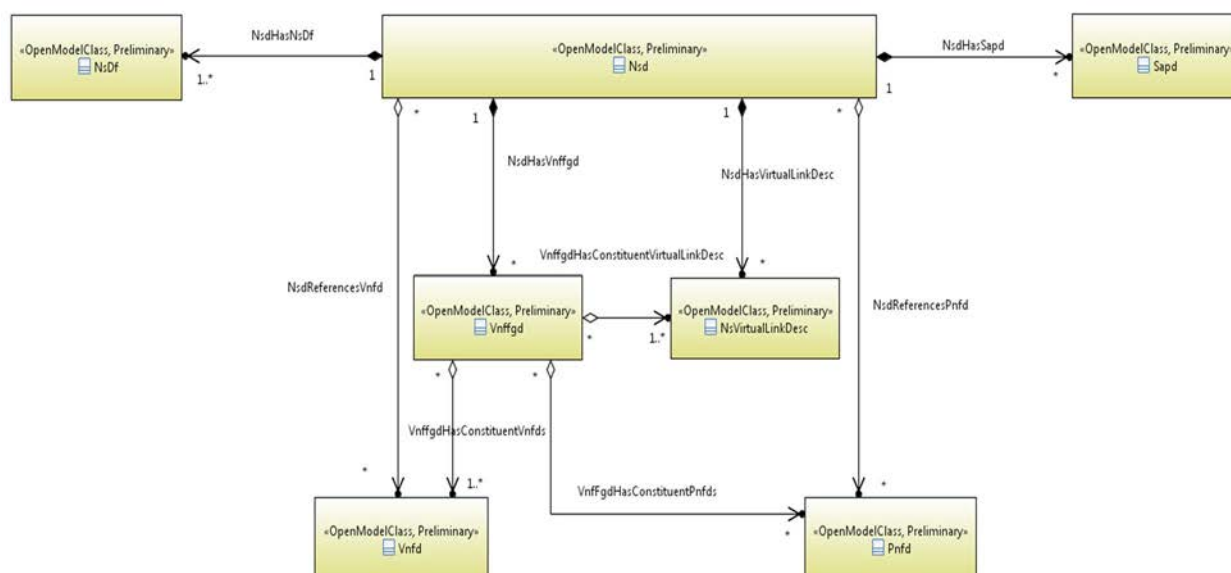 NsdHasNsDf
NsdHasSapd
«OpenModelClass, Preliminary»
NsDf
1..*
1
«OpenModelClass, Preliminary»
Nsd
1
*
«OpenModelClass, Preliminary»
Sapd
*
1
1
*
NsdHasVnffgd
NsdHasVirtualLinkDesc
VnffgdHasConstituentVirtualLinkDesc
*
*
NsdReferencesVnfd
NsdReferencesPnfd
«OpenModelClass, Preliminary»
Vnffgd
*
1..*
«OpenModelClass, Preliminary»
NsVirtualLinkDesc
*
*
VnffgdHasConstituentVnfds
*
1..*
VnfFgdHasConstituentPnfds
*
*
«OpenModelClass, Preliminary»
Vnfd
«OpenModelClass, Preliminary»
Pnfd